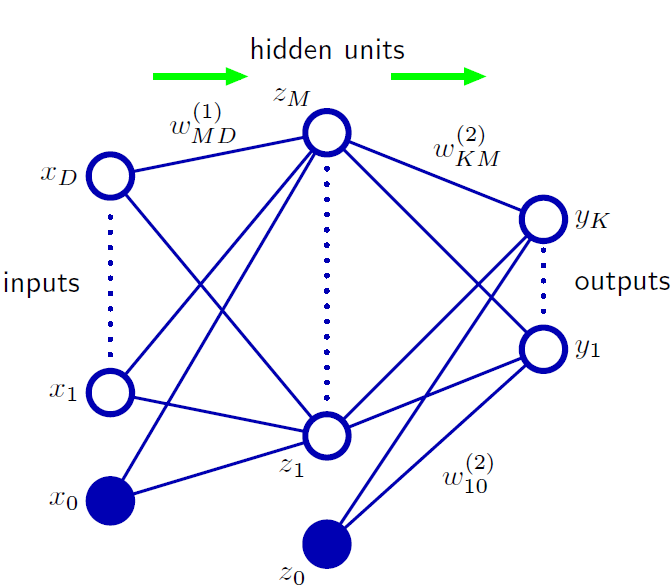 hidden units
z_M
w_{MD}^{(1)}
w_{KM}^{(2)}
x_D
y_K
inputs
outputs
y_1
x_1
z_1
w_{10}^{(2)}
x_0
z_0